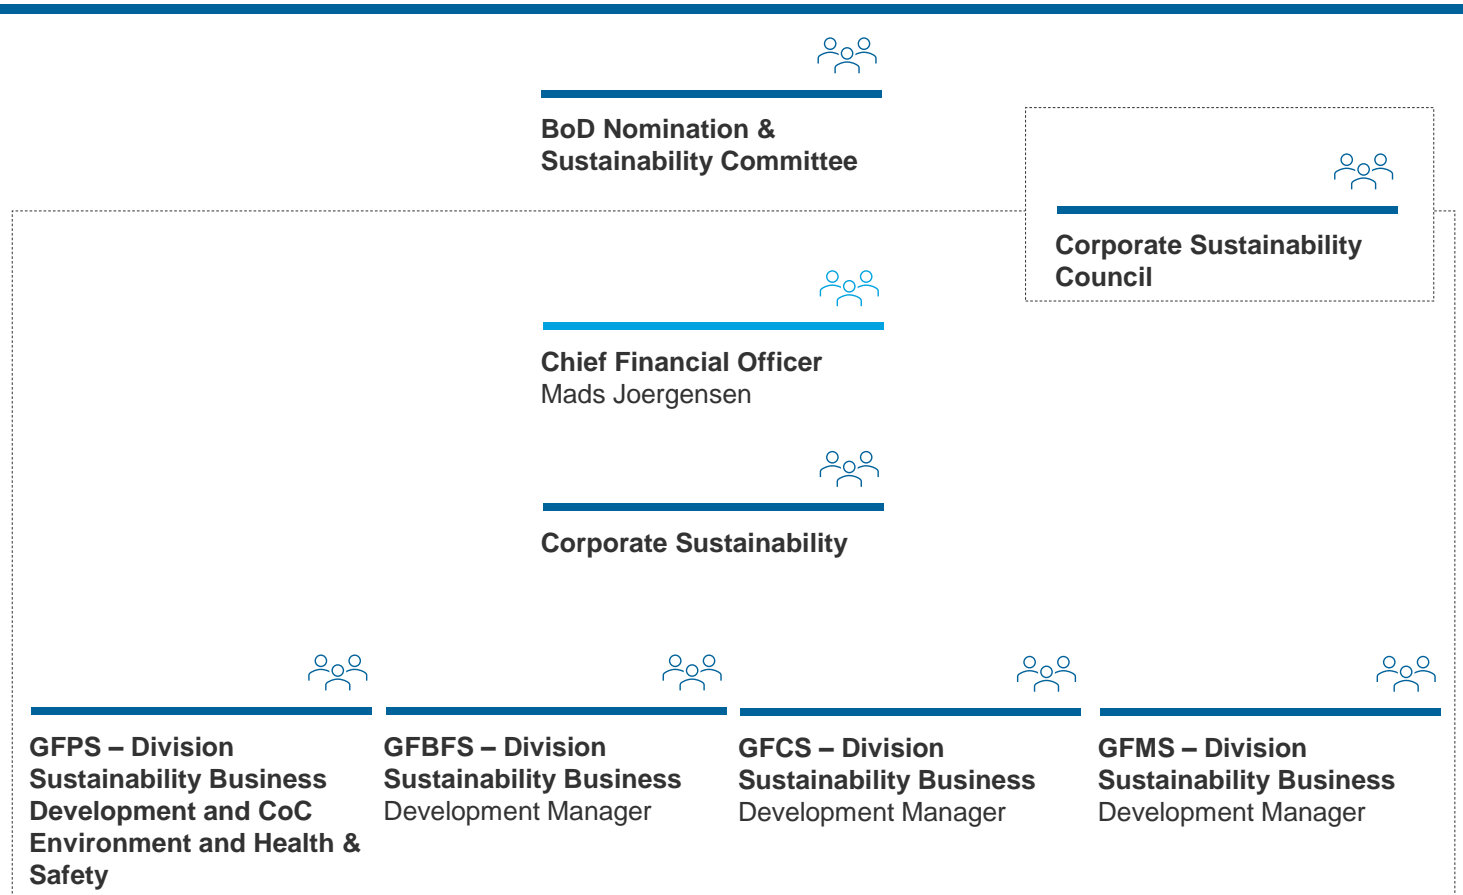 BoD Nomination &
Sustainability Committee
Corporate Sustainability
Council
Chief Financial Officer
Mads Joergensen
Corporate Sustainability
GFPS – Division
Sustainability Business
Development and CoC
Environment and Health &
Safety
GFBFS – Division
Sustainability Business
Development Manager
GFCS – Division
Sustainability Business
Development Manager
GFMS – Division
Sustainability Business
Development Manager